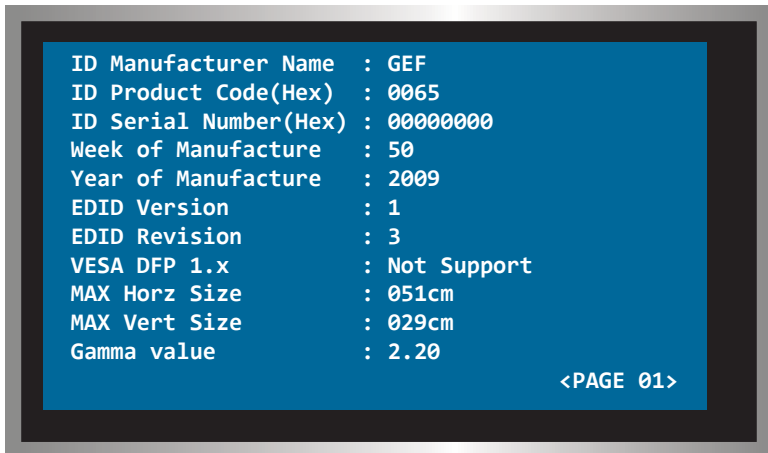 ID Manufacturer Name : GEF
ID Product Code(Hex) : 0065
ID Serial Number(Hex) : 00000000
Week of Manufacture : 50
Year of Manufacture : 2009
EDID Version : 1
EDID Revision : 3
VESA DFP 1.x : Not Support
MAX Horz Size : 051cm
MAX Vert Size : 029cm
Gamma value : 2.20
<PAGE 01>